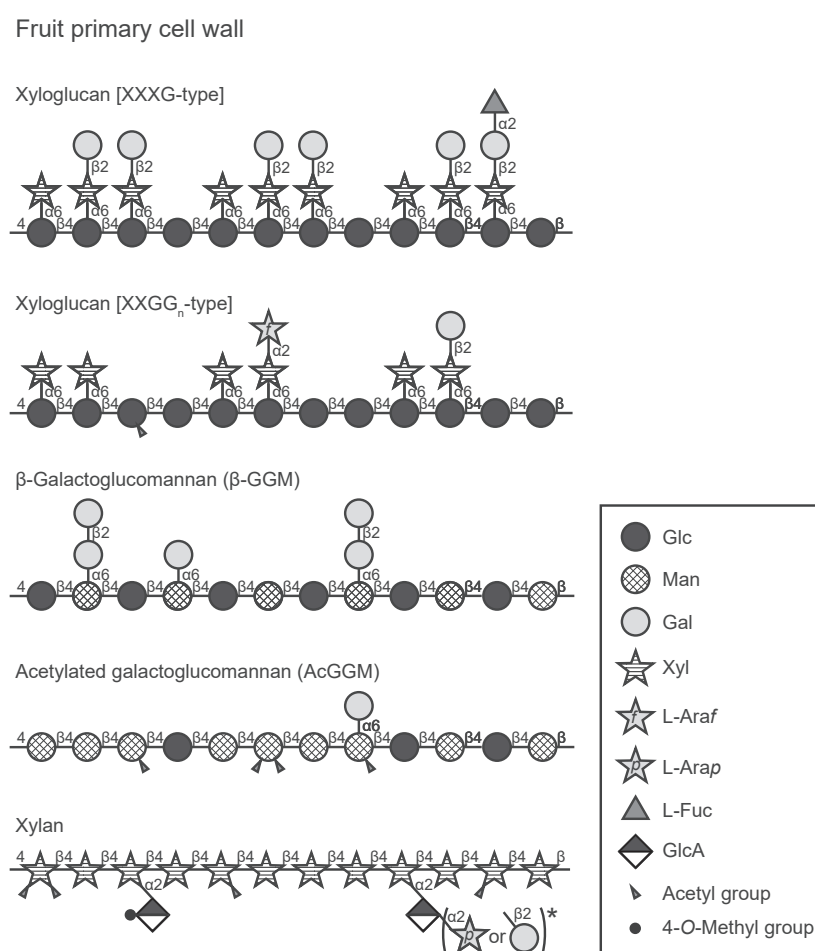 Fruit primary cell wall
Xyloglucan [XXXG-type]
α2
β2 β2 β2 β2 β2 β2
α6 α6 α6 α6 α6 α6 α6 α6 α6
4 β4 β4 β4 β4 β4 β4 β4 β4 β4 β4 β4 β
Xyloglucan [XXGGn-type]
f
α2 β2
α6 α6 α6 α6 α6 α6
4 β4 β4 β4 β4 β4 β4 β4 β4 β4 β4 β4 β
β-Galactoglucomannan (β-GGM)
β2 β2
α6 α6 α6
4 β4 β4 β4 β4 β4 β4 β4 β4 β4 β4 β4 β
Acetylated galactoglucomannan (AcGGM)
α6
4 β4 β4 β4 β4 β4 β4 β4 β4 β4 β4 β4 β
Xylan
4 β4 β4 β4 β4 β4 β4 β4 β4 β4 β4 β4 β
α2 α2
(α2 p or β2)*
Glc
Man
Gal
Xyl
f L-Araf
p L-Arap
L-Fuc
GlcA
Acetyl group
4-O-Methyl group